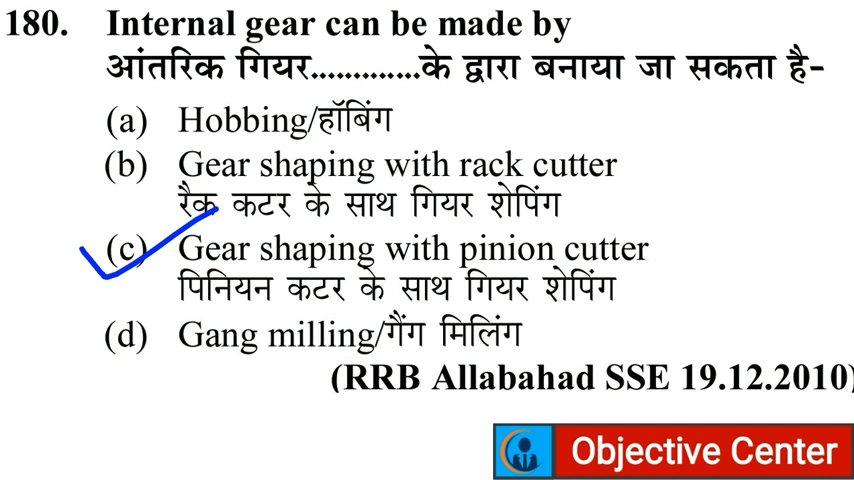 180. Internal gear can be made by
आंतरिक गियर.............के द्वारा बनाया जा सकता है-
(a) Hobbing/हॉबिंग
(b) Gear shaping with rack cutter
रैक कटर के साथ गियर शेपिंग
(c) Gear shaping with pinion cutter
पिनियन कटर के साथ गियर शेपिंग
(d) Gang milling/गैंग मिलिंग
(RRB Allabahad SSE 19.12.2010)
Objective Center